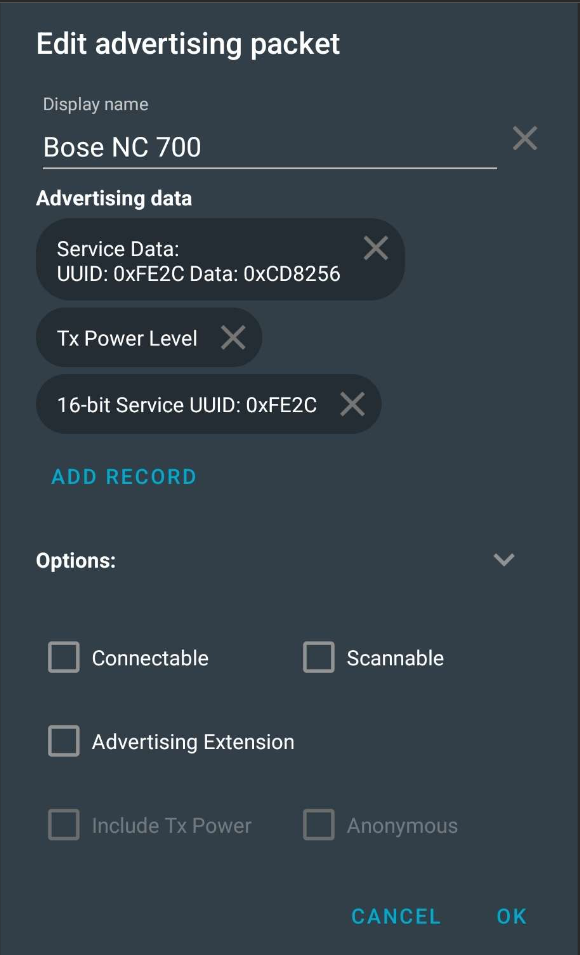 Edit advertising packet
Display name
Bose NC 700
Advertising data
Service Data:
UUID: 0xFE2C Data: 0xCD8256
Tx Power Level
16-bit Service UUID: 0xFE2C
ADD RECORD
Options:
Connectable
Scannable
Advertising Extension
Include Tx Power
Anonymous
CANCEL
OK